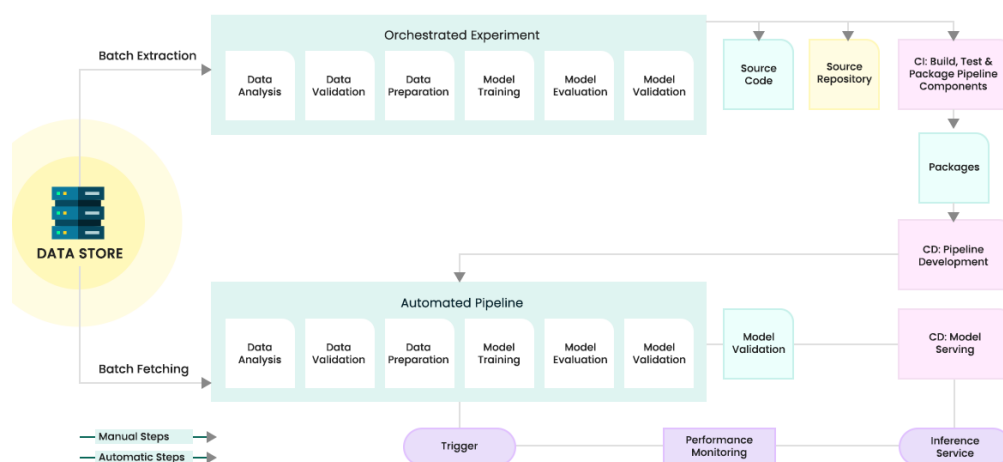 Orchestrated Experiment
Batch Extraction
Data
Analysis
Data
Validation
Data
Preparation
Model
Training
Model
Evaluation
Model
Validation
Source
Code
Source
Repository
CI: Build, Test &
Package Pipeline
Components
Packages
DATA STORE
CD: Pipeline
Development
Automated Pipeline
Data
Analysis
Data
Validation
Data
Preparation
Model
Training
Model
Evaluation
Model
Validation
Model
Validation
CD: Model
Serving
Batch Fetching
Manual Steps
Automatic Steps
Trigger
Performance
Monitoring
Inference
Service